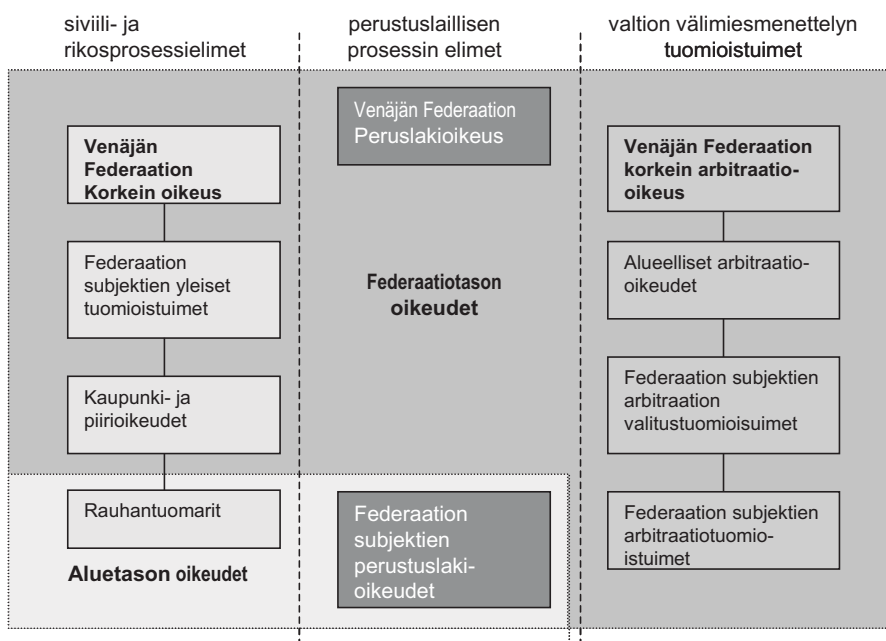 siviili- ja
rikosprosessielimet
perustuslaillisen
prosessin elimet
valtion välimiesmenettelyn
tuomioistuimet
Venäjän
Federaation
Korkein oikeus
Federaation
subjektien yleiset
tuomioistuimet
Kaupunki- ja
piirioikeudet
Rauhantuomarit
Aluetason oikeudet
Venäjän Federaation
Peruslakioikeus
Federaatiotason
oikeudet
Federaation
subjektien
perustuslaki-
oikeudet
Venäjän Federaation
korkein arbitraatio-
oikeus
Alueelliset arbitraatio-
oikeudet
Federaation subjektien
arbitraation
valitustuomioisuimet
Federaation subjektien
arbitraatiotuomio-
istuimet